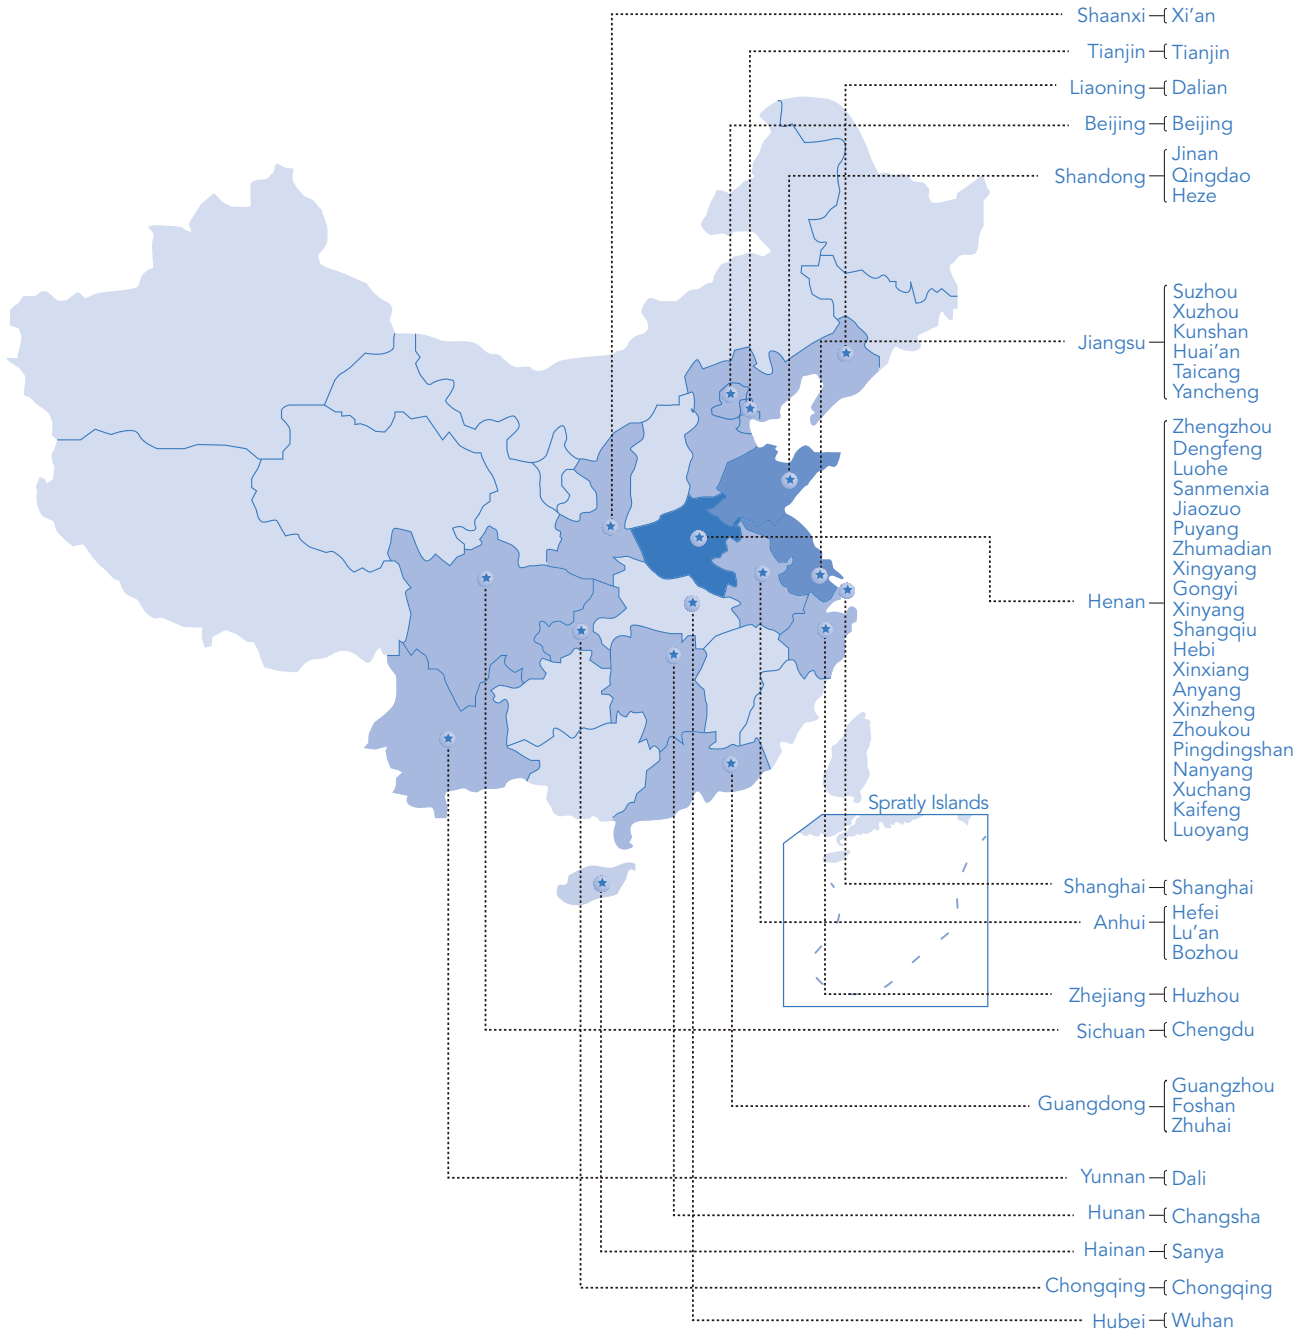 Shaanxi Xi’an
Tianjin Tianjin
Liaoning Dalian
Beijing Beijing
Shandong
Jinan
Qingdao
Heze
Jiangsu
Suzhou
Xuzhou
Kunshan
Huai’an
Taicang
Yancheng
Henan
Zhengzhou
Dengfeng
Luohe
Sanmenxia
Jiaozuo
Puyang
Zhumadian
Xingyang
Gongyi
Xinyang
Shangqiu
Hebi
Xinxiang
Anyang
Xinzheng
Zhoukou
Pingdingshan
Nanyang
Xuchang
Kaifeng
Luoyang
Spratly Islands
Shanghai Shanghai
Anhui
Hefei
Lu’an
Bozhou
Zhejiang Huzhou
Sichuan Chengdu
Guangdong
Guangzhou
Foshan
Zhuhai
Yunnan Dali
Hunan Changsha
Hainan Sanya
Chongqing Chongqing
Hubei Wuhan